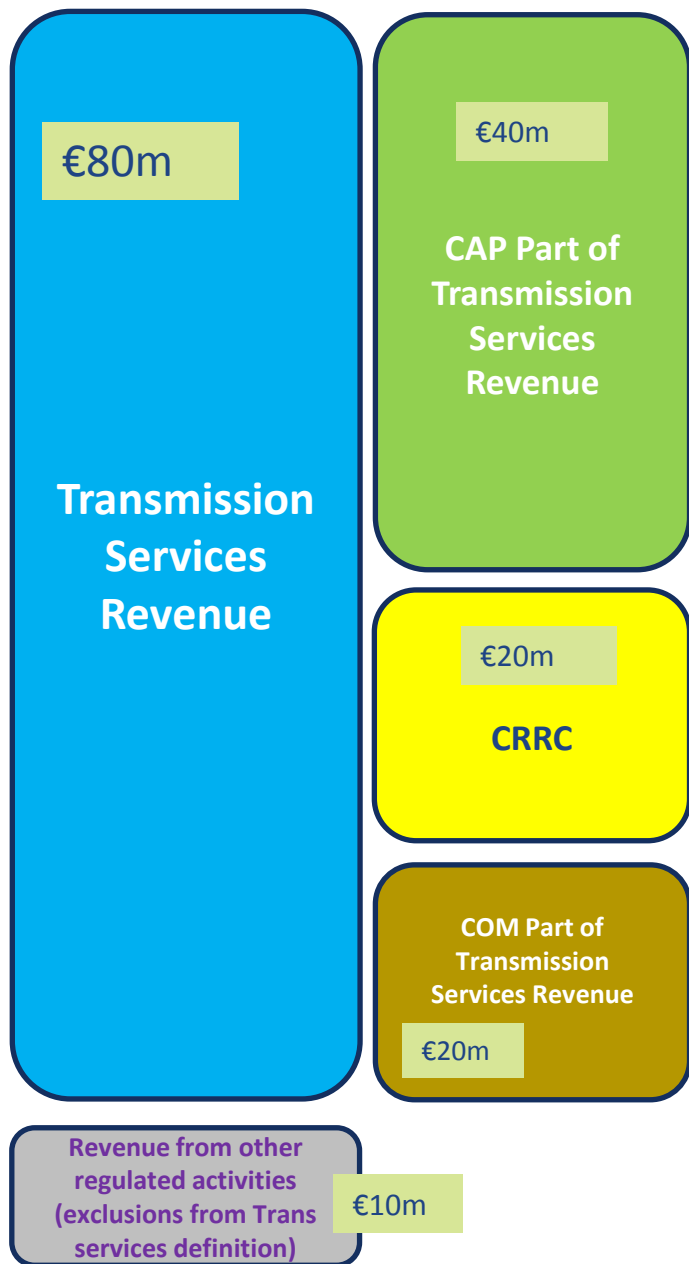 €80m
Transmission
Services
Revenue
€40m
CAP Part of
Transmission
Services
Revenue
€20m
CRRC
COM Part of
Transmission
Services Revenue
€20m
Revenue from other
regulated activities
(exclusions from Trans
services definition)
€10m